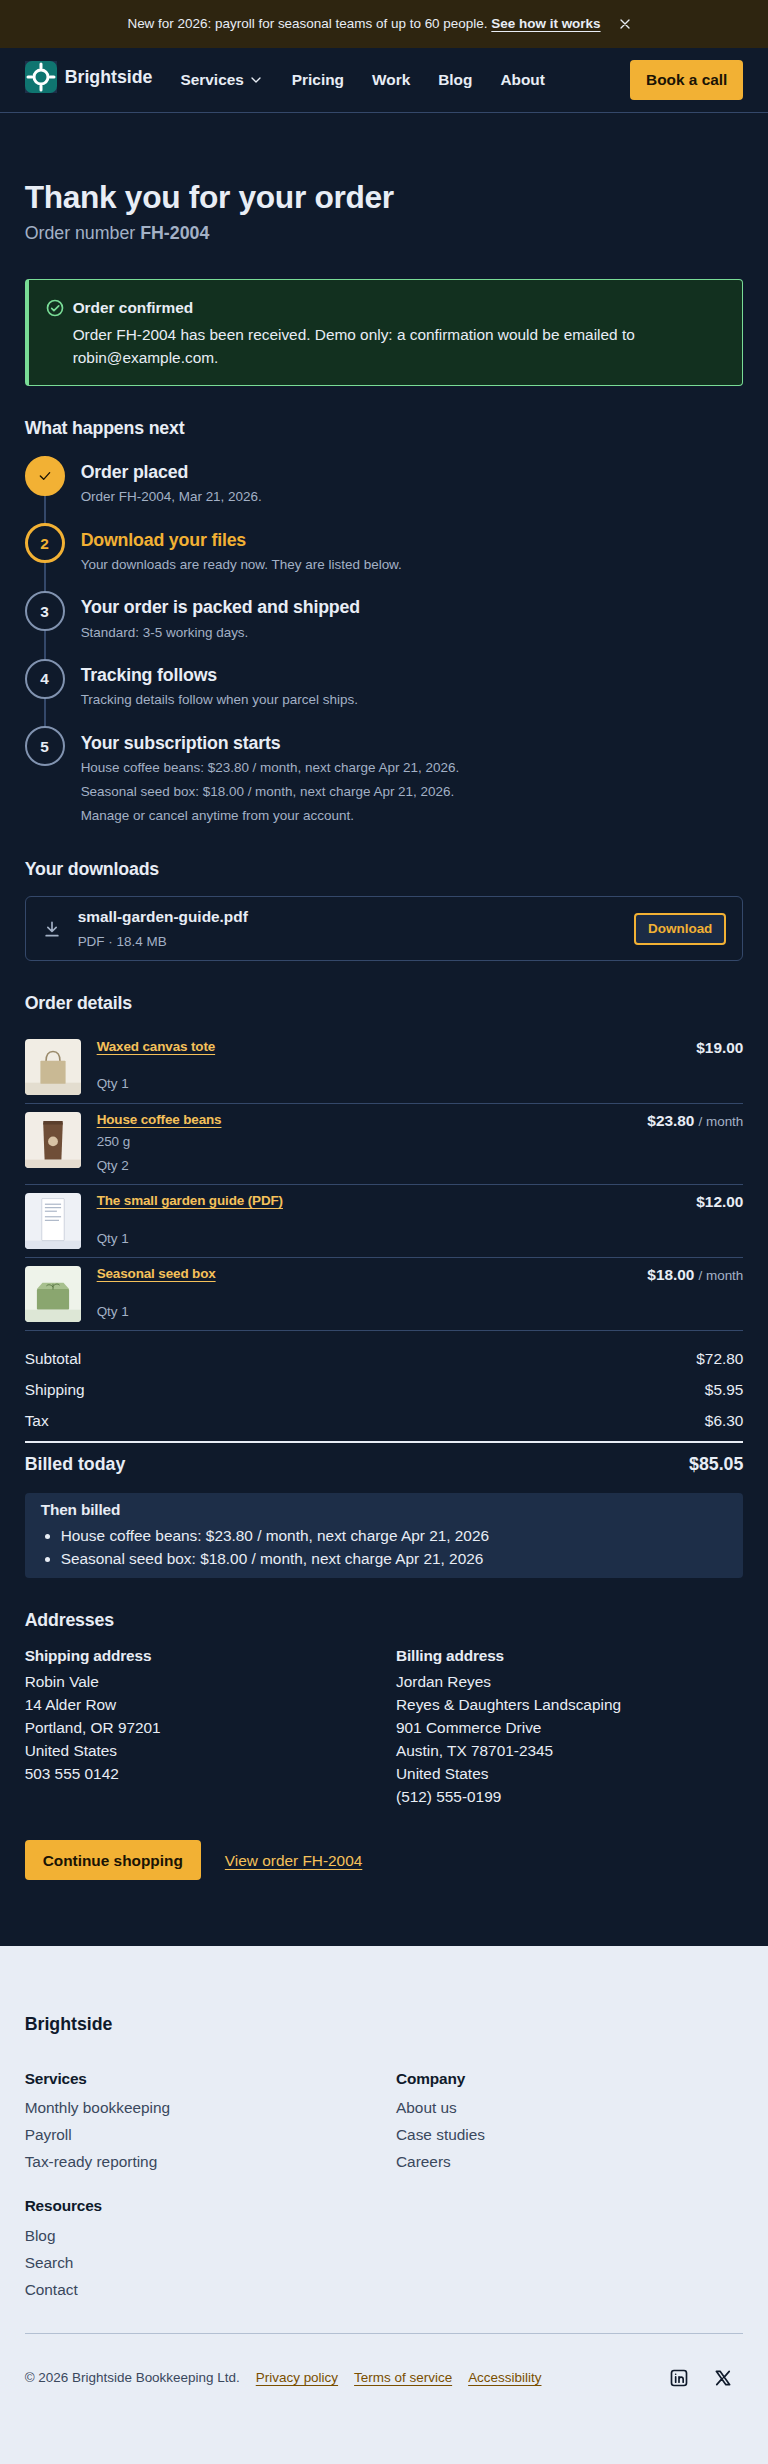 New for 2026: payroll for seasonal teams of up to 60 people. See how it works
Brightside
Services
Pricing
Work
Blog
About
Book a call
Thank you for your order
Order number FH-2004
Order confirmed
Order FH-2004 has been received. Demo only: a confirmation would be emailed to
robin@example.com.
What happens next
Order placed
Order FH-2004, Mar 21, 2026.
2
Download your files
Your downloads are ready now. They are listed below.
3
Your order is packed and shipped
Standard: 3-5 working days.
4
Tracking follows
Tracking details follow when your parcel ships.
5
Your subscription starts
House coffee beans: $23.80 / month, next charge Apr 21, 2026.
Seasonal seed box: $18.00 / month, next charge Apr 21, 2026.
Manage or cancel anytime from your account.
Your downloads
small-garden-guide.pdf
PDF · 18.4 MB
Download
Order details
Waxed canvas tote
$19.00
Qty 1
House coffee beans
$23.80 / month
250 g
Qty 2
The small garden guide (PDF)
$12.00
Qty 1
Seasonal seed box
$18.00 / month
Qty 1
Subtotal
$72.80
Shipping
$5.95
Tax
$6.30
Billed today
$85.05
Then billed
• House coffee beans: $23.80 / month, next charge Apr 21, 2026
• Seasonal seed box: $18.00 / month, next charge Apr 21, 2026
Addresses
Shipping address
Robin Vale
14 Alder Row
Portland, OR 97201
United States
503 555 0142
Billing address
Jordan Reyes
Reyes & Daughters Landscaping
901 Commerce Drive
Austin, TX 78701-2345
United States
(512) 555-0199
Continue shopping
View order FH-2004
Brightside
Services
Monthly bookkeeping
Payroll
Tax-ready reporting
Company
About us
Case studies
Careers
Resources
Blog
Search
Contact
© 2026 Brightside Bookkeeping Ltd.
Privacy policy
Terms of service
Accessibility